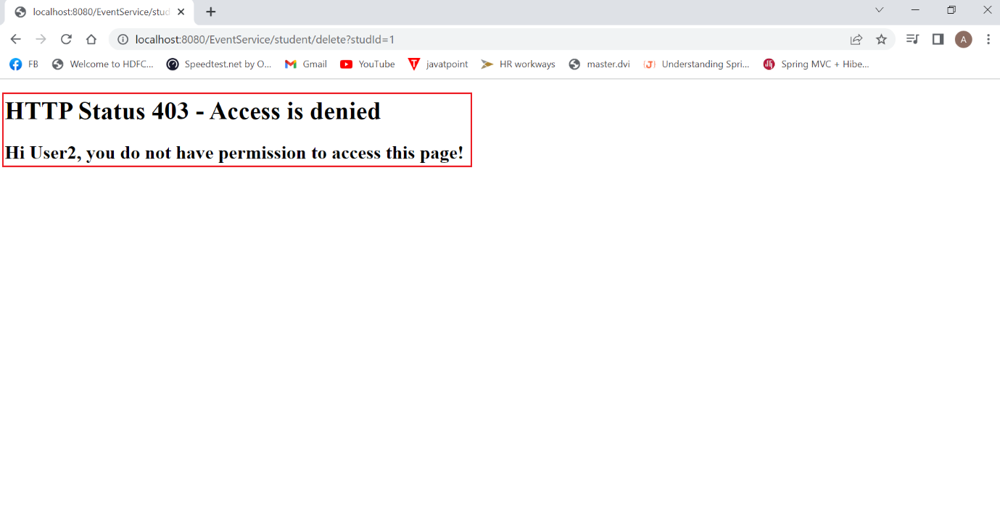 localhost:8080/EventService/stud
localhost:8080/EventService/student/delete?studId=1
A
FB
Welcome to HDFC...
Speedtest.net by O...
Gmail
YouTube
javatpoint
HR workways
master.dvi
Understanding Spri...
Spring MVC + Hibe...
HTTP Status 403 - Access is denied
Hi User2, you do not have permission to access this page!